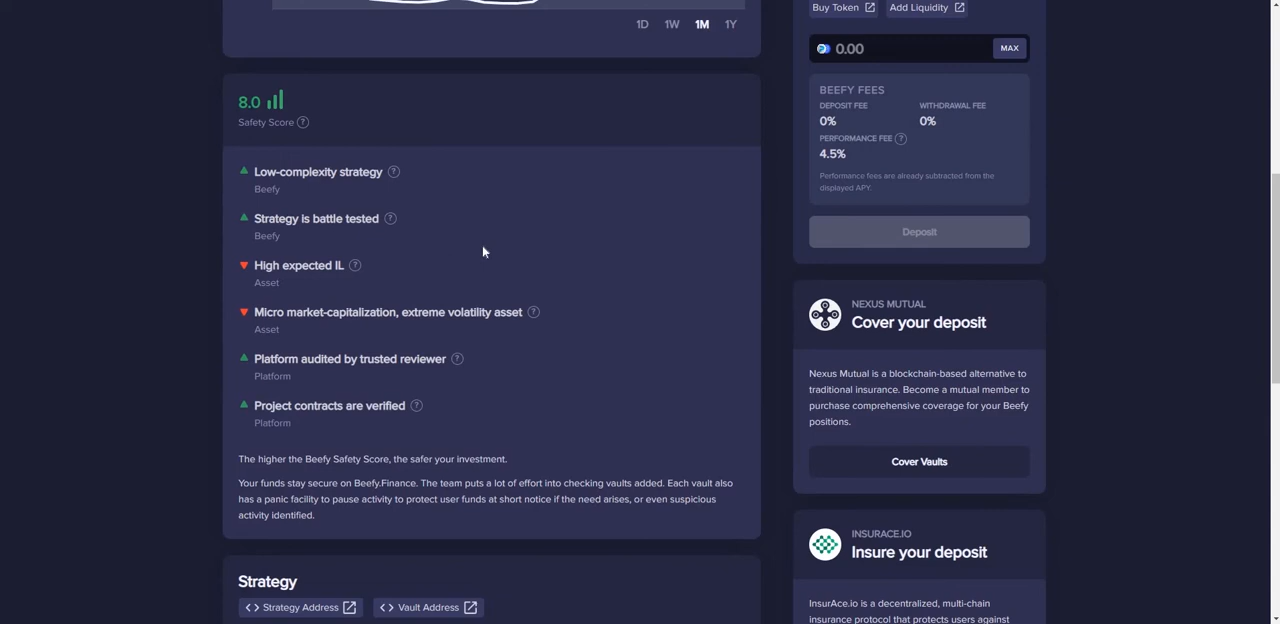 1D 1W 1M 1Y
8.0
Safety Score ?
Low-complexity strategy ?
Beefy
Strategy is battle tested ?
Beefy
High expected IL ?
Asset
Micro market-capitalization, extreme volatility asset ?
Asset
Platform audited by trusted reviewer ?
Platform
Project contracts are verified ?
Platform
The higher the Beefy Safety Score, the safer your investment.
Your funds stay secure on Beefy.Finance. The team puts a lot of effort into checking vaults added. Each vault also
has a panic facility to pause activity to protect user funds at short notice if the need arises, or even suspicious
activity identified.
Strategy
<> Strategy Address
<> Vault Address
Buy Token
Add Liquidity
0.00
MAX
BEEFY FEES
DEPOSIT FEE
0%
WITHDRAWAL FEE
0%
PERFORMANCE FEE ?
4.5%
Performance fees are already subtracted from the
displayed APY.
Deposit
NEXUS MUTUAL
Cover your deposit
Nexus Mutual is a blockchain-based alternative to
traditional insurance. Become a mutual member to
purchase comprehensive coverage for your Beefy
positions.
Cover Vaults
INSURACE.IO
Insure your deposit
InsurAce.io is a decentralized, multi-chain
insurance protocol that protects users against